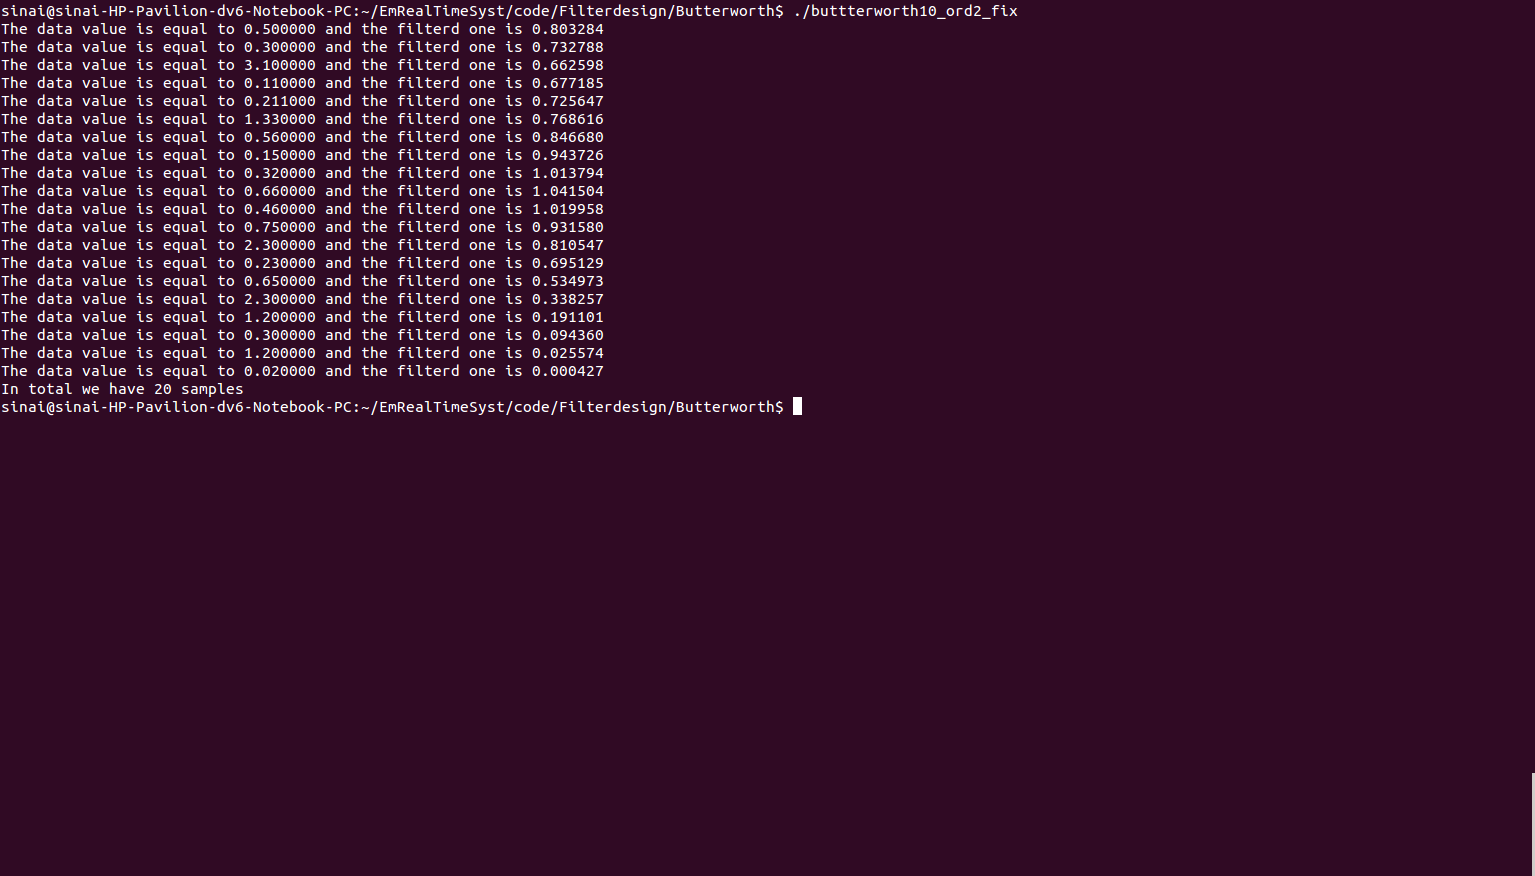 sinai@sinai-HP-Pavilion-dv6-Notebook-PC:~/EmRealTimeSyst/code/Filterdesign/Butterworth$ ./buttterworth10_ord2_fix
The data value is equal to 0.500000 and the filterd one is 0.803284
The data value is equal to 0.300000 and the filterd one is 0.732788
The data value is equal to 3.100000 and the filterd one is 0.662598
The data value is equal to 0.110000 and the filterd one is 0.677185
The data value is equal to 0.211000 and the filterd one is 0.725647
The data value is equal to 1.330000 and the filterd one is 0.768616
The data value is equal to 0.560000 and the filterd one is 0.846680
The data value is equal to 0.150000 and the filterd one is 0.943726
The data value is equal to 0.320000 and the filterd one is 1.013794
The data value is equal to 0.660000 and the filterd one is 1.041504
The data value is equal to 0.460000 and the filterd one is 1.019958
The data value is equal to 0.750000 and the filterd one is 0.931580
The data value is equal to 2.300000 and the filterd one is 0.810547
The data value is equal to 0.230000 and the filterd one is 0.695129
The data value is equal to 0.650000 and the filterd one is 0.534973
The data value is equal to 2.300000 and the filterd one is 0.338257
The data value is equal to 1.200000 and the filterd one is 0.191101
The data value is equal to 0.300000 and the filterd one is 0.094360
The data value is equal to 1.200000 and the filterd one is 0.025574
The data value is equal to 0.020000 and the filterd one is 0.000427
In total we have 20 samples
sinai@sinai-HP-Pavilion-dv6-Notebook-PC:~/EmRealTimeSyst/code/Filterdesign/Butterworth$